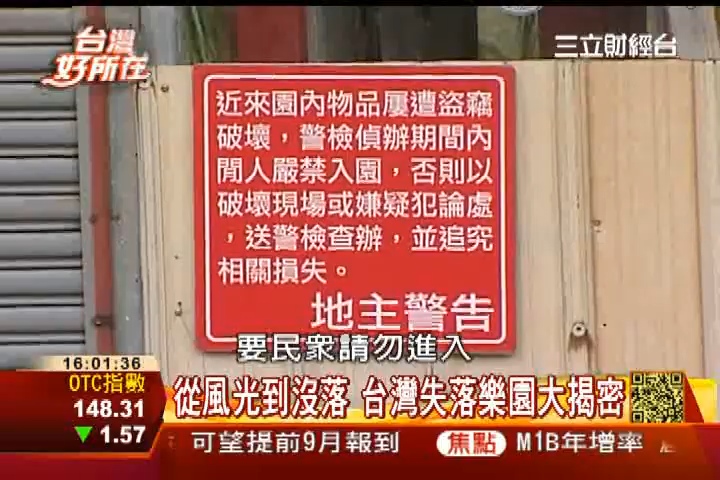 台灣
好所在
三立財經台
近來園內物品屢遭盜竊
破壞，警檢偵辦期間內
閒人嚴禁入園，否則以
破壞現場或嫌疑犯論處
，送警檢查辦，並追究
相關損失。
地主警告
要民眾請勿進入
16:01:36
OTC指數
148.31
▼1.57
從風光到沒落 台灣失落樂園大揭密
可望提前9月報到 焦點 M1B年增率